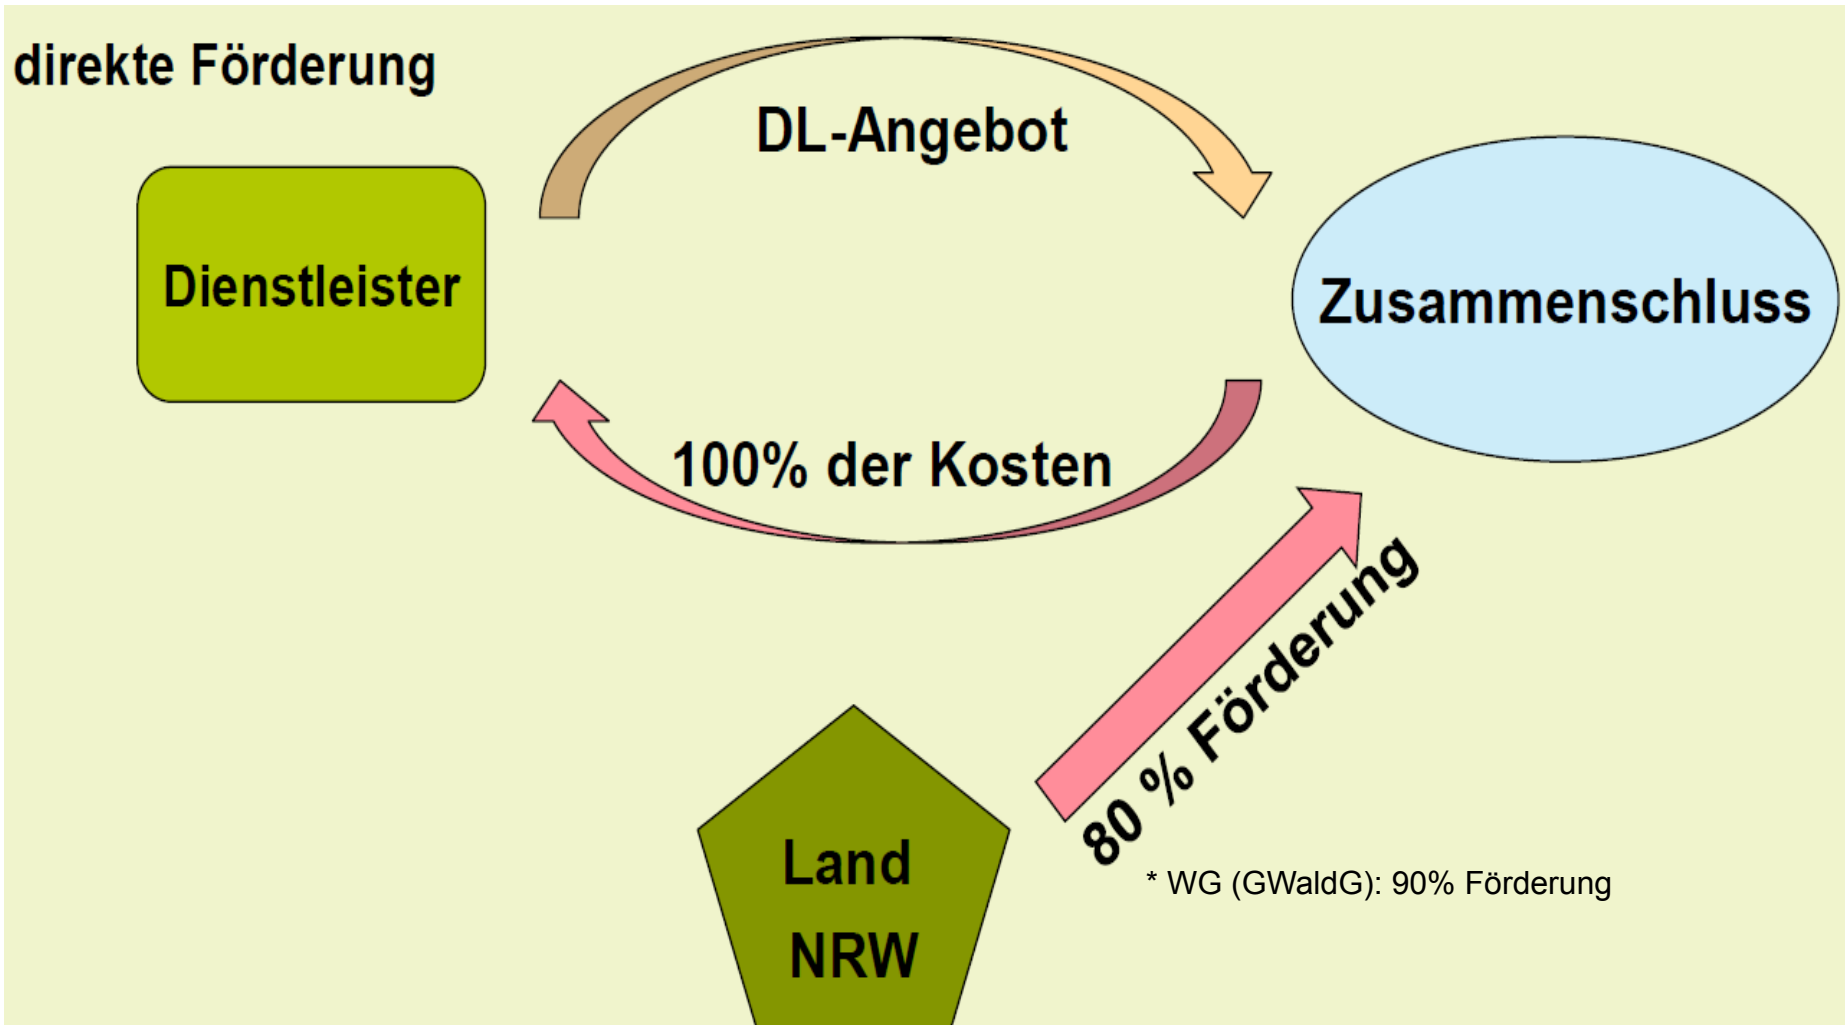 direkte Förderung
DL-Angebot
Dienstleister
Zusammenschluss
100% der Kosten
80 % Förderung
Land
NRW
* WG (GWaldG): 90% Förderung